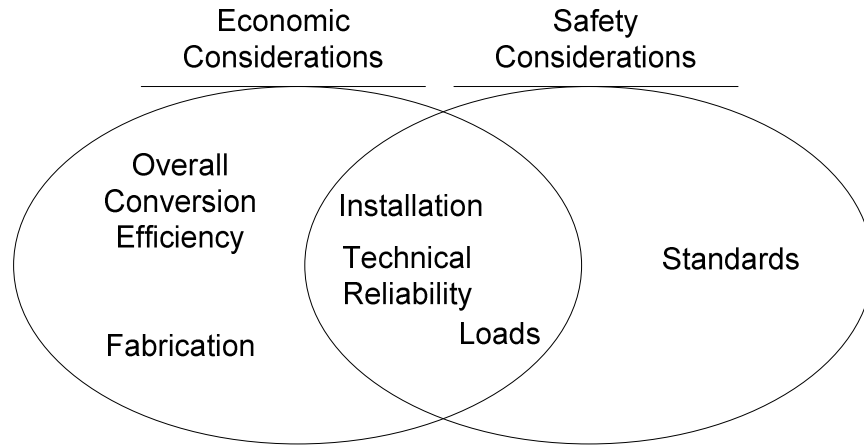 Economic
Considerations
Safety
Considerations
Overall
Conversion
Efficiency
Fabrication
Installation
Technical
Reliability
Loads
Standards